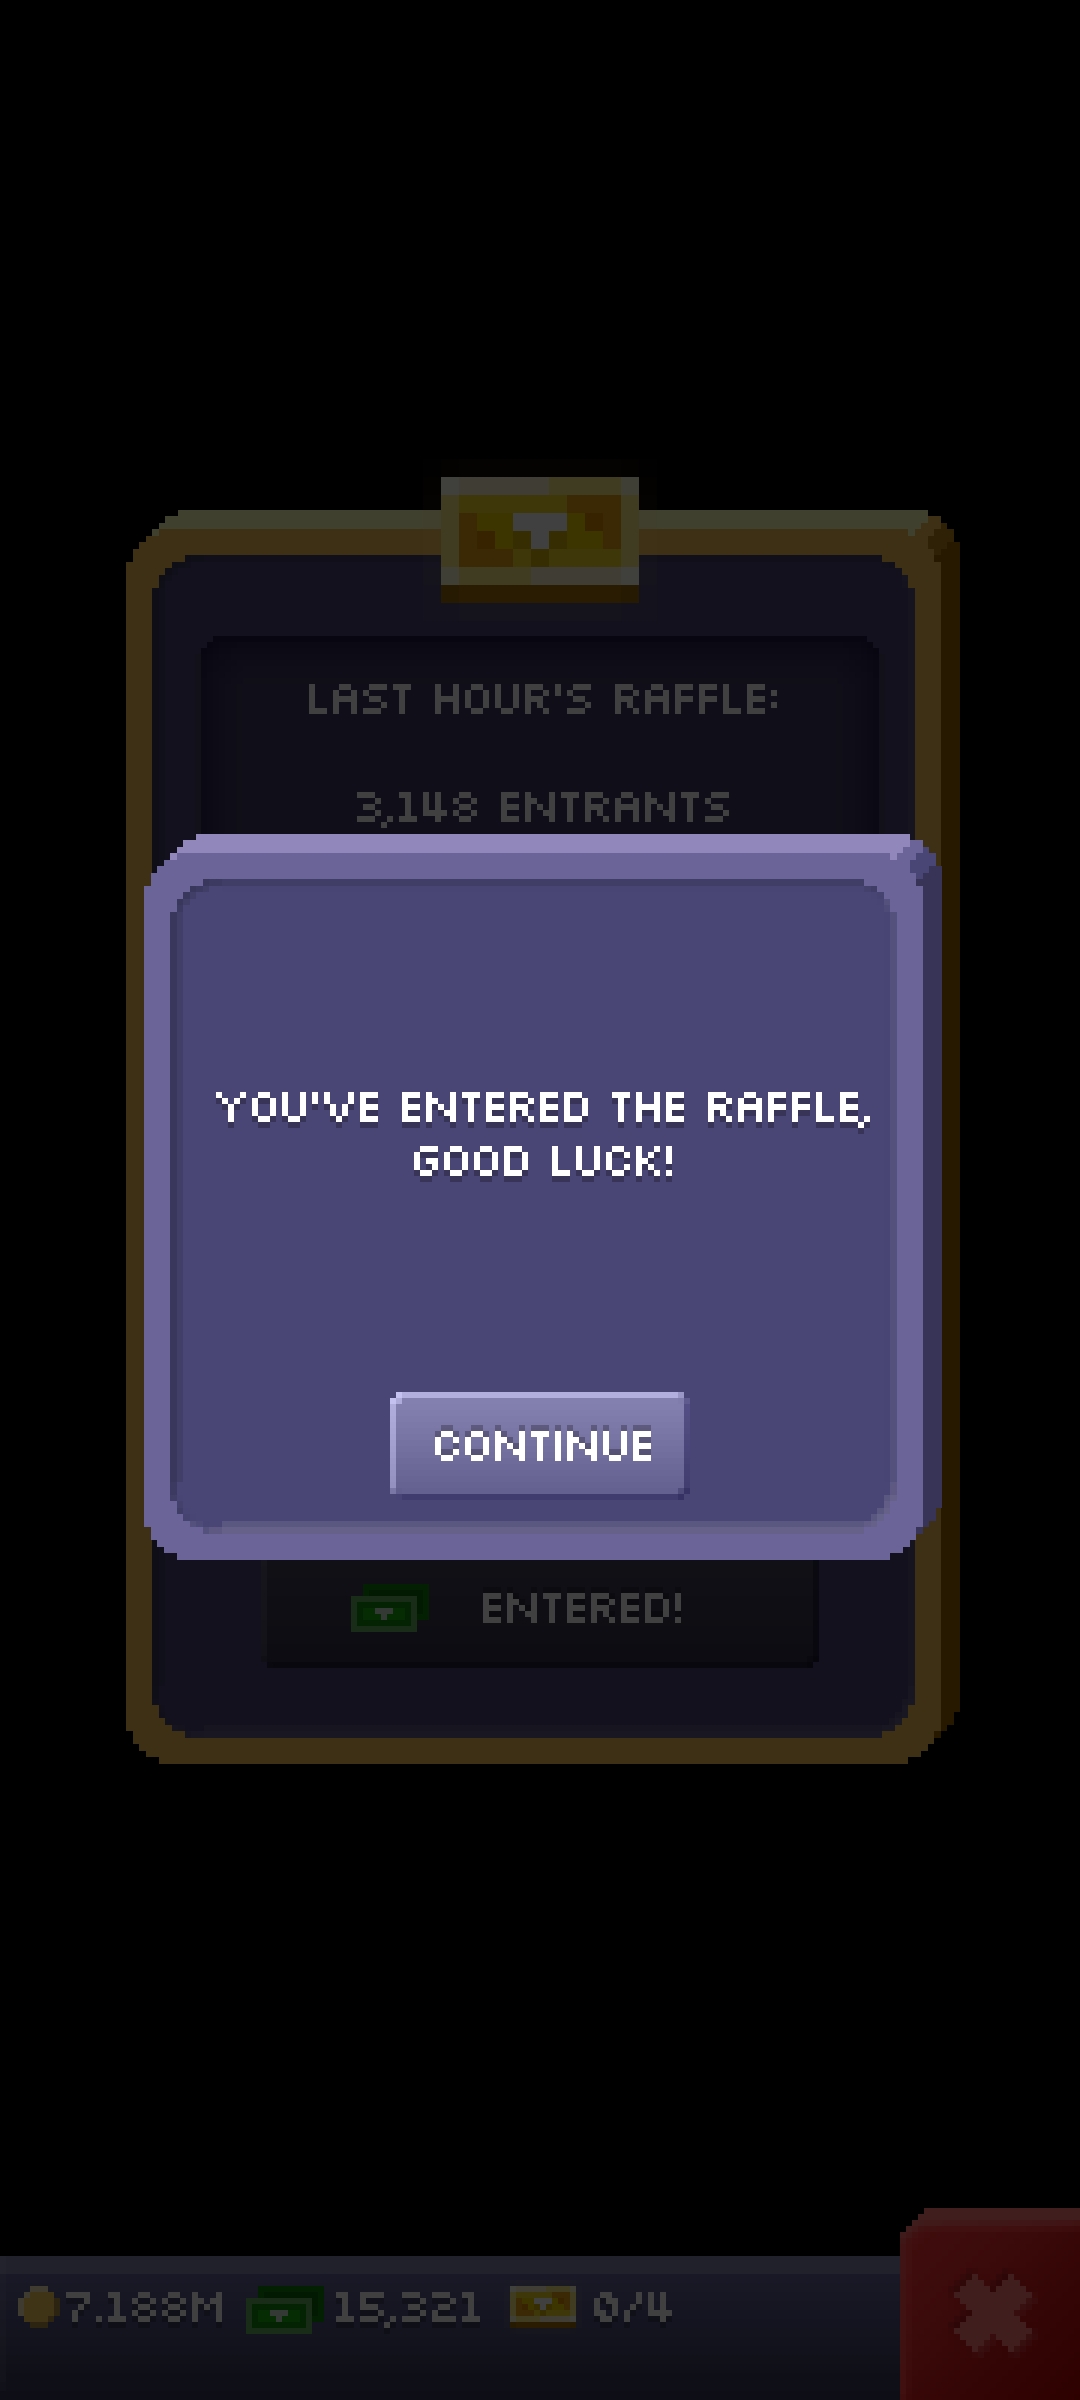 LAST HOUR'S RAFFLE:
3,148 ENTRANTS
YOU'VE ENTERED THE RAFFLE,
GOOD LUCK!
CONTINUE
ENTERED!
7.188M 15,321 0/4